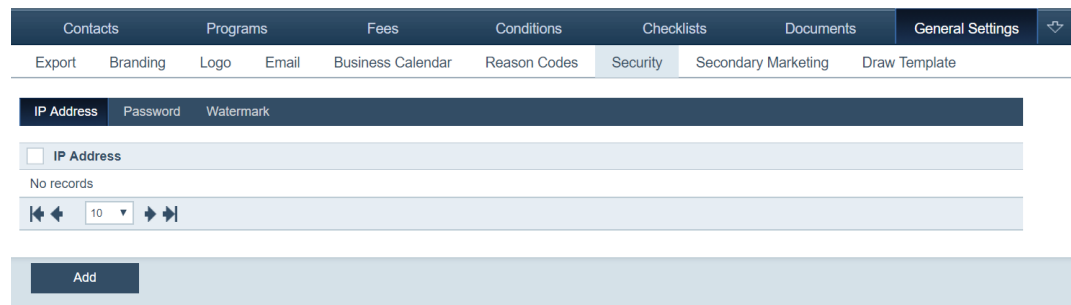 Contacts Programs Fees Conditions Checklists Documents General Settings
Export Branding Logo Email Business Calendar Reason Codes Security Secondary Marketing Draw Template
IP Address Password Watermark
IP Address
No records
10
Add